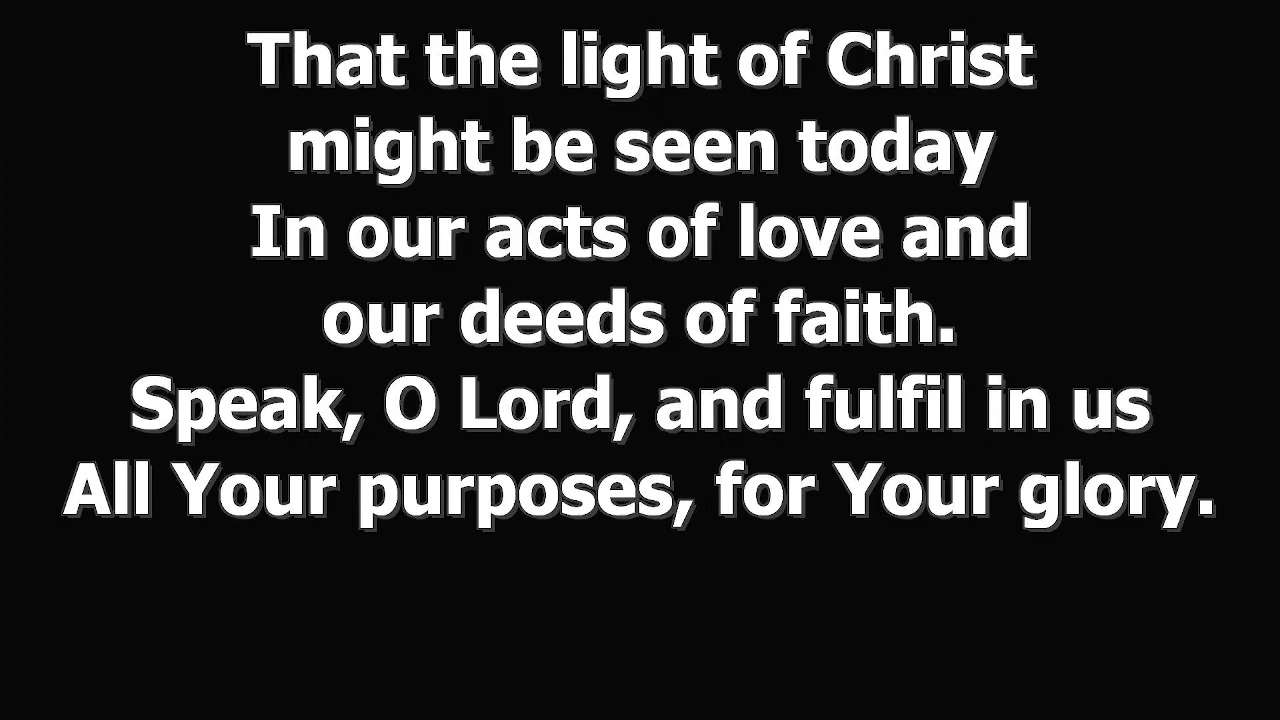 That the light of Christ
might be seen today
In our acts of love and
our deeds of faith.
Speak, O Lord, and fulfil in us
All Your purposes, for Your glory.